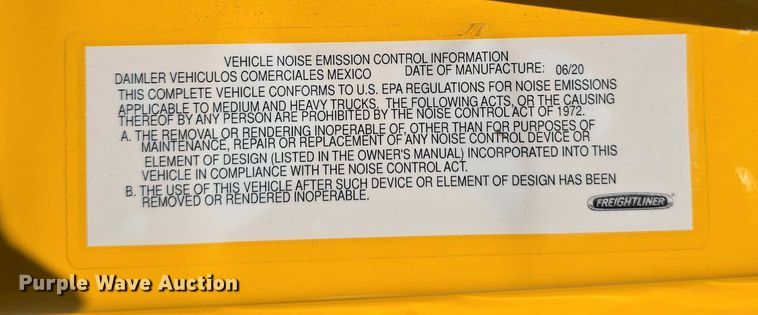 VEHICLE NOISE EMISSION CONTROL INFORMATION
DAIMLER VEHICULOS COMERCIALES MEXICO DATE OF MANUFACTURE: 06/20
THIS COMPLETE VEHICLE CONFORMS TO U.S. EPA REGULATIONS FOR NOISE EMISSIONS
APPLICABLE TO MEDIUM AND HEAVY TRUCKS. THE FOLLOWING ACTS, OR THE CAUSING
THEREOF BY ANY PERSON ARE PROHIBITED BY THE NOISE CONTROL ACT OF 1972.
A. THE REMOVAL OR RENDERING INOPERABLE OF, OTHER THAN FOR PURPOSES OF
MAINTENANCE, REPAIR OR REPLACEMENT OF ANY NOISE CONTROL DEVICE OR
ELEMENT OF DESIGN (LISTED IN THE OWNER'S MANUAL) INCORPORATED INTO THIS
VEHICLE IN COMPLIANCE WITH THE NOISE CONTROL ACT.
B. THE USE OF THIS VEHICLE AFTER SUCH DEVICE OR ELEMENT OF DESIGN HAS BEEN
REMOVED OR RENDERED INOPERABLE.
FREIGHTLINER
Purple Wave Auction